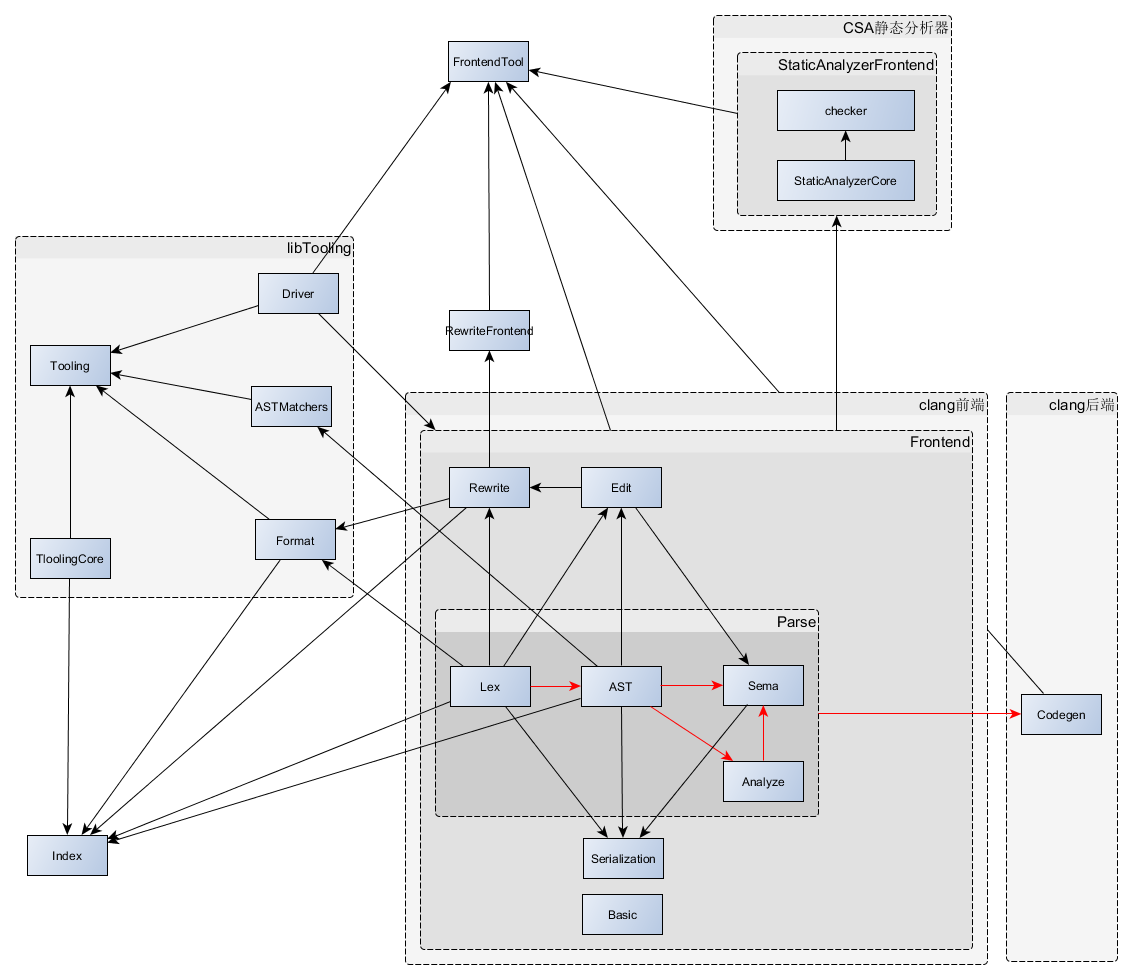 CSA静态分析器
FrontendTool
StaticAnalyzerFrontend
checker
StaticAnalyzerCore
libTooling
Driver
RewriteFrontend
Tooling
ASTMatchers
clang前端
clang后端
Frontend
Rewrite
Edit
Format
TloolingCore
Parse
Lex
AST
Sema
Codegen
Analyze
Index
Serialization
Basic